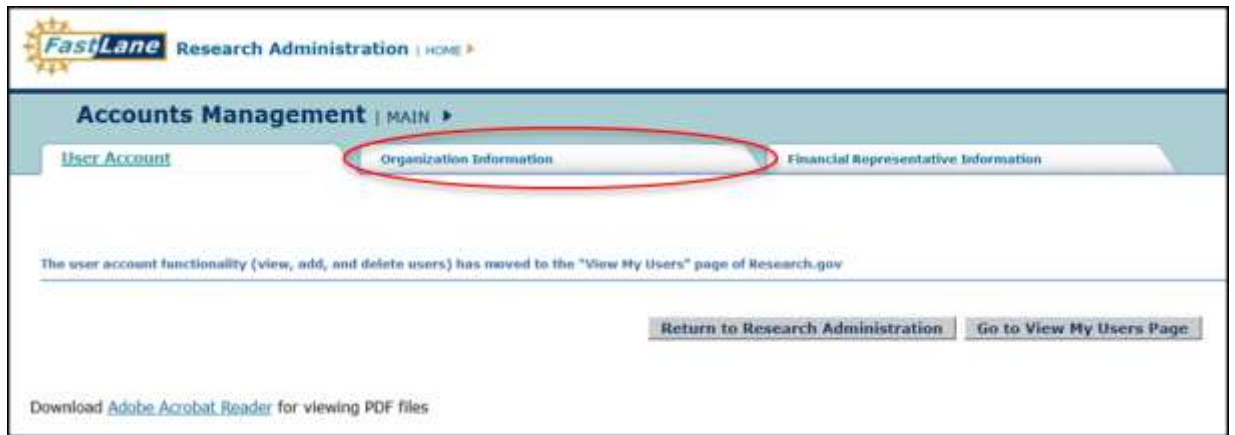 FastLane Research Administration | HOME
Accounts Management | MAIN
User Account Organization Information Financial Representative Information
The user account functionality (view, add, and delete users) has moved to the "View My Users" page of Research.gov
Return to Research Administration Go to View My Users Page
Download Adobe Acrobat Reader for viewing PDF files